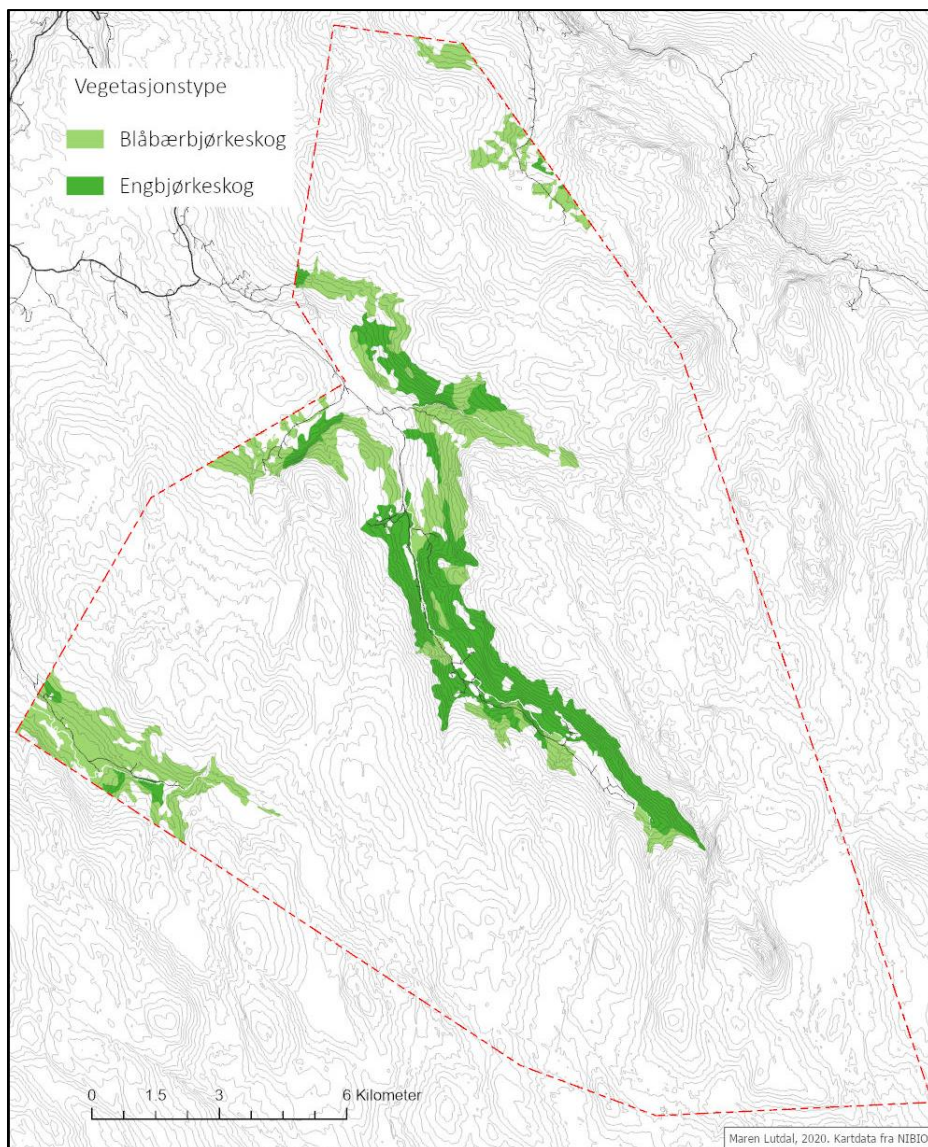 Vegetasjonstype
Blåbærbjørkeskog
Engbjørkeskog
0 1.5 3 6 Kilometer
Maren Lutdal, 2020. Kartdata fra NIBIO